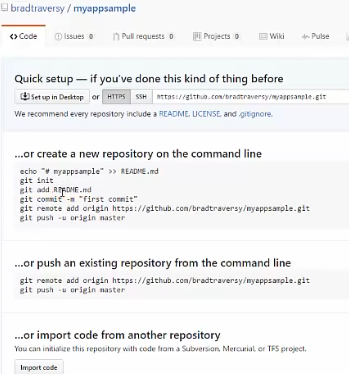 bradtraversy / myappsample
Code Issues 0 Pull requests 0 Projects 0 Wiki Pulse
Quick setup — if you've done this kind of thing before
Set up in Desktop or HTTPS SSH https://github.com/bradtraversy/myappsample.git
We recommend every repository include a README, LICENSE, and .gitignore.
...or create a new repository on the command line
echo "# myappsample" >> README.md
git init
git add README.md
git commit -m "first commit"
git remote add origin https://github.com/bradtraversy/myappsample.git
git push -u origin master
...or push an existing repository from the command line
git remote add origin https://github.com/bradtraversy/myappsample.git
git push -u origin master
...or import code from another repository
You can initialize this repository with code from a Subversion, Mercurial, or TFS project.
Import code